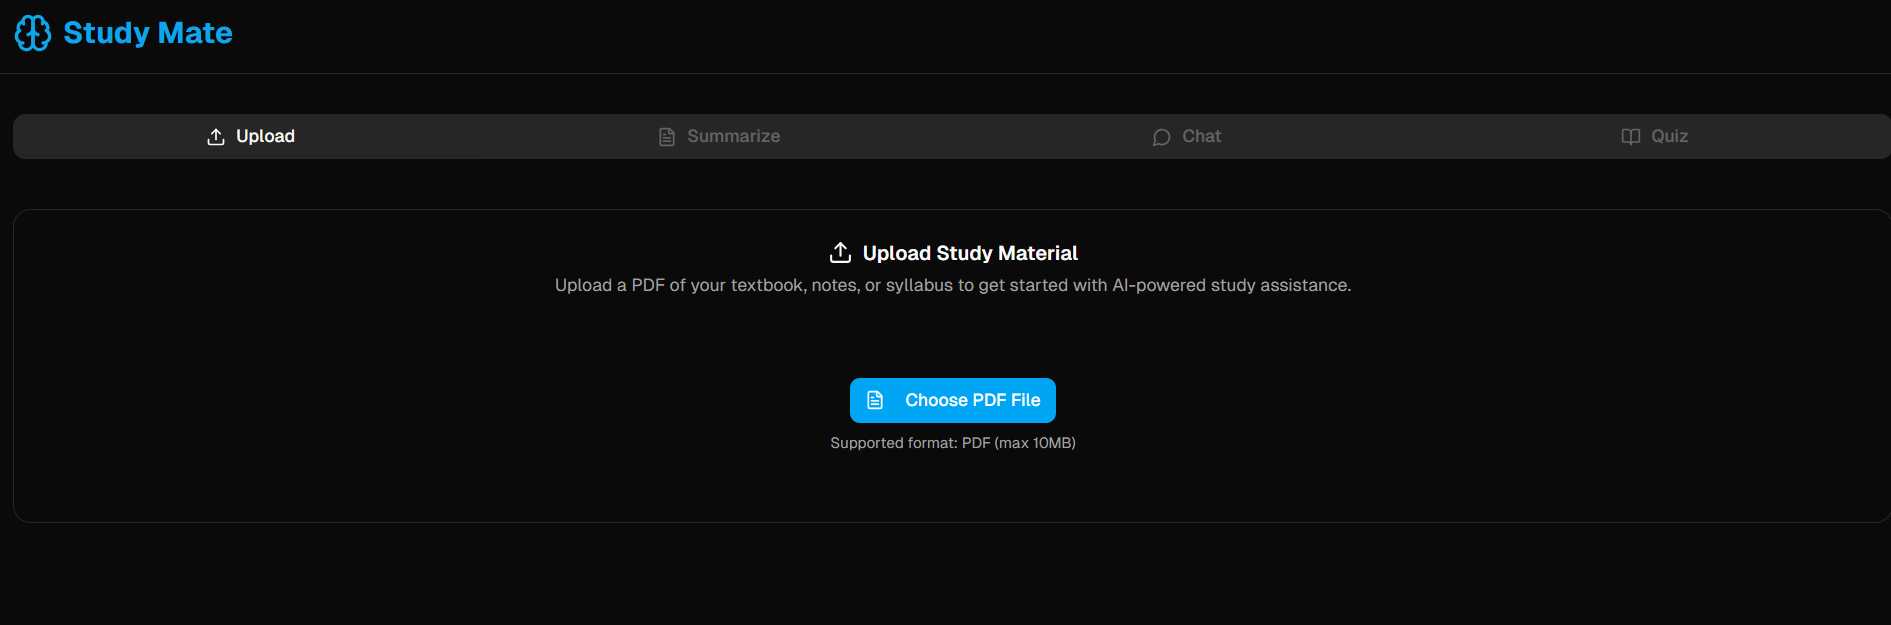 Study Mate
Upload Summarize Chat Quiz
Upload Study Material
Upload a PDF of your textbook, notes, or syllabus to get started with AI-powered study assistance.
Choose PDF File
Supported format: PDF (max 10MB)